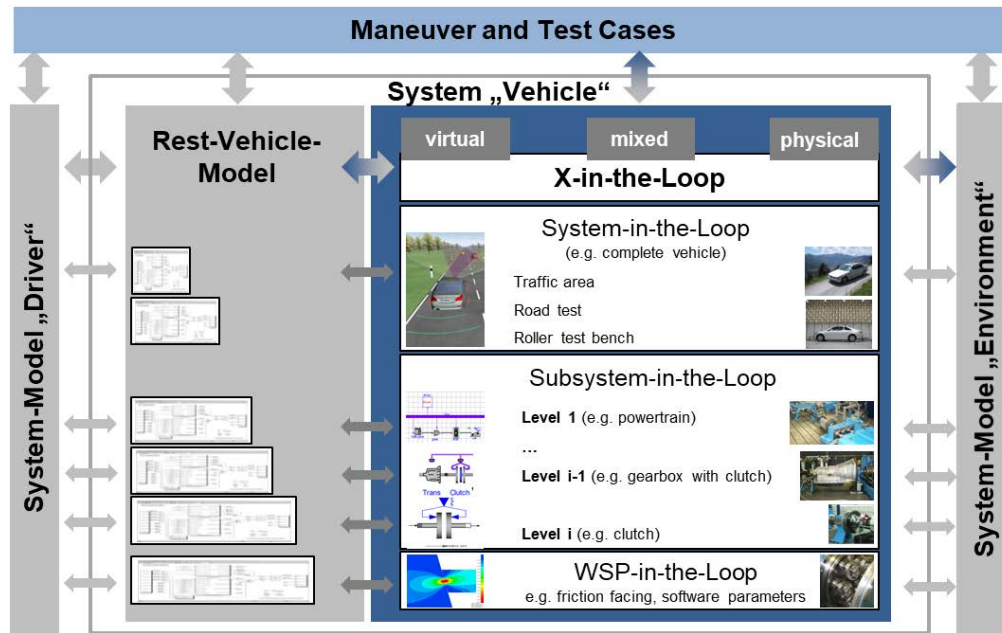 Maneuver and Test Cases
System „Vehicle“
System-Model „Driver“
Rest-Vehicle-
Model
virtual
mixed
physical
X-in-the-Loop
System-in-the-Loop
(e.g. complete vehicle)
Traffic area
Road test
Roller test bench
Subsystem-in-the-Loop
Level 1 (e.g. powertrain)
...
Level i-1 (e.g. gearbox with clutch)
Trans Clutch
Level i (e.g. clutch)
WSP-in-the-Loop
e.g. friction facing, software parameters
System-Model „Environment“